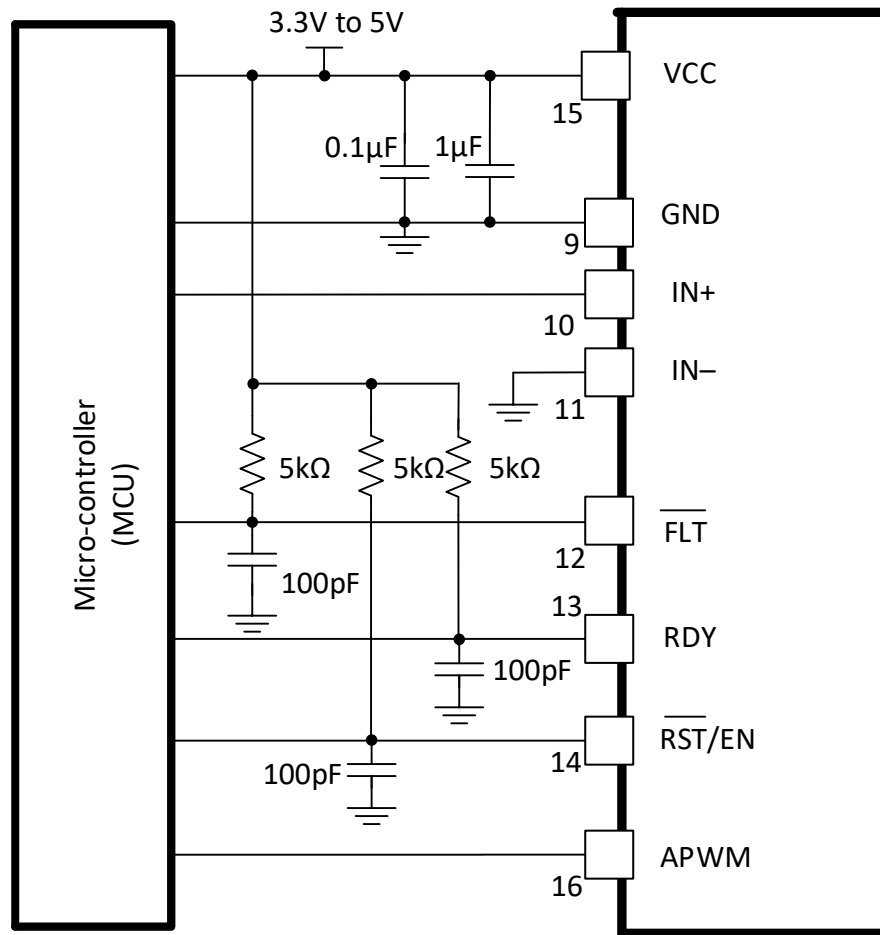 3.3V to 5V
VCC
15
0.1µF
1µF
GND
9
IN+
10
IN–
11
Micro-controller
(MCU)
5kΩ
5kΩ
5kΩ
FLT
12
100pF
13
RDY
100pF
RST/EN
14
100pF
APWM
16